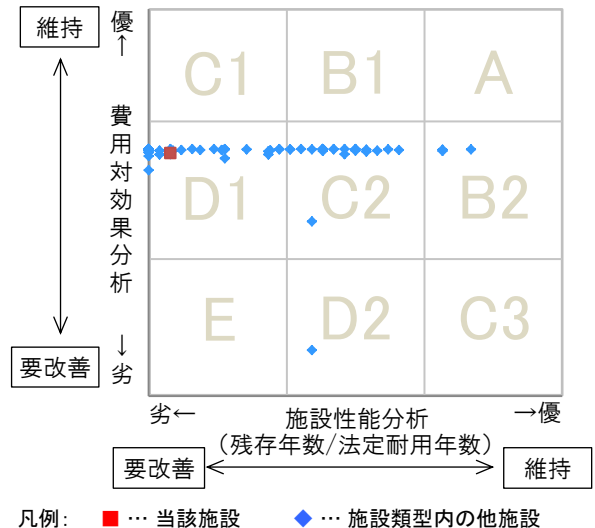 維持
優
↑
C1 B1 A
費用対効果分析
D1 C2 B2
E D2 C3
↓
劣
要改善
劣← 施設性能分析 →優
(残存年数/法定耐用年数)
要改善 維持
凡例: ■ … 当該施設 ◆ … 施設類型内の他施設